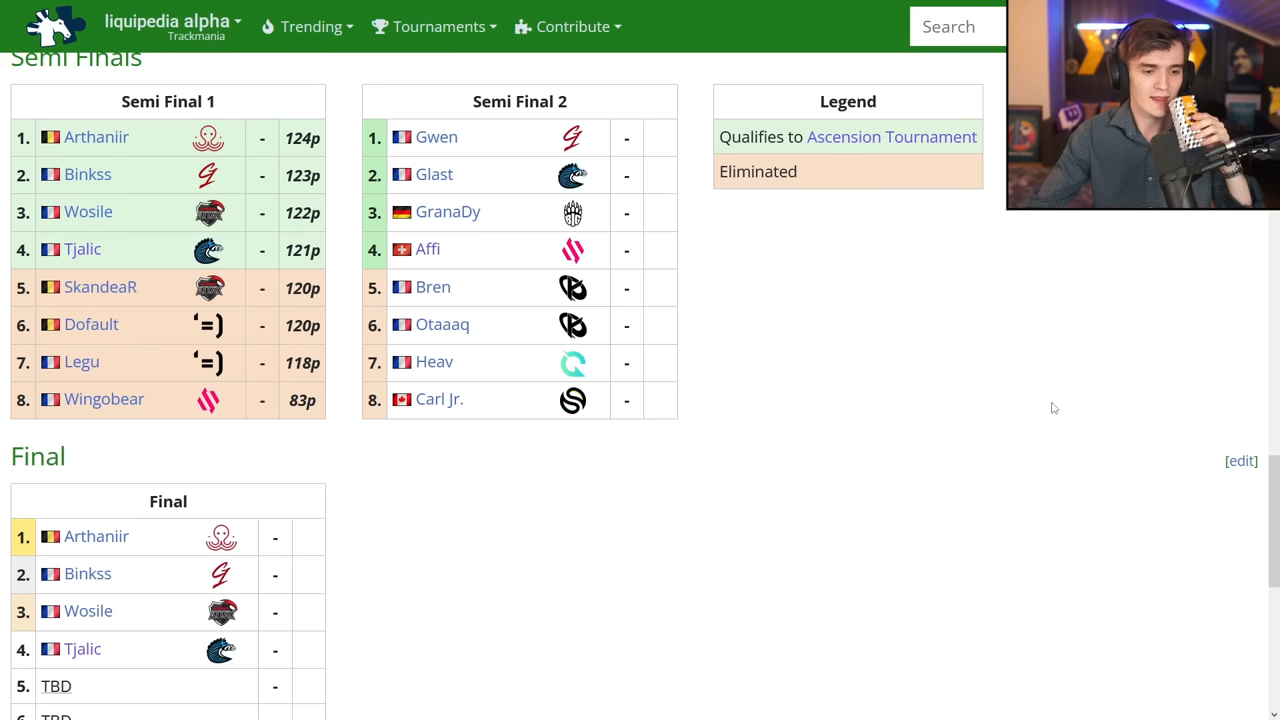 liquipedia alpha
Trackmania
Trending
Tournaments
Contribute
Search
Semi Finals
Semi Final 1
1. Arthaniir - 124p
2. Binkss - 123p
3. Wosile - 122p
4. Tjalic - 121p
5. SkandeaR - 120p
6. Dofault '=) - 120p
7. Legu '=) - 118p
8. Wingobear - 83p
Semi Final 2
1. Gwen -
2. Glast -
3. GranaDy -
4. Affi -
5. Bren -
6. Otaaaq -
7. Heav -
8. Carl Jr. -
Legend
Qualifies to Ascension Tournament
Eliminated
Final
[edit]
Final
1. Arthaniir -
2. Binkss -
3. Wosile -
4. Tjalic -
5. TBD -
6. TBD